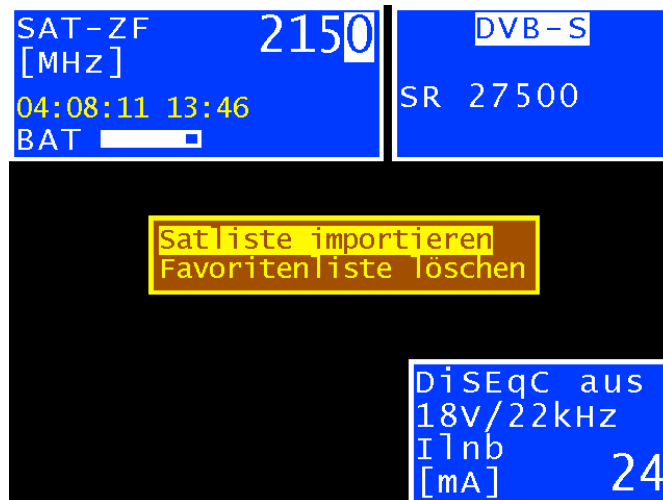 SAT-ZF 2150
[MHz]
04:08:11 13:46
BAT
DVB-S
SR 27500
Satliste importieren
Favoritenliste löschen
DiSEqC aus
18V/22kHz
Ilnb
[mA] 24